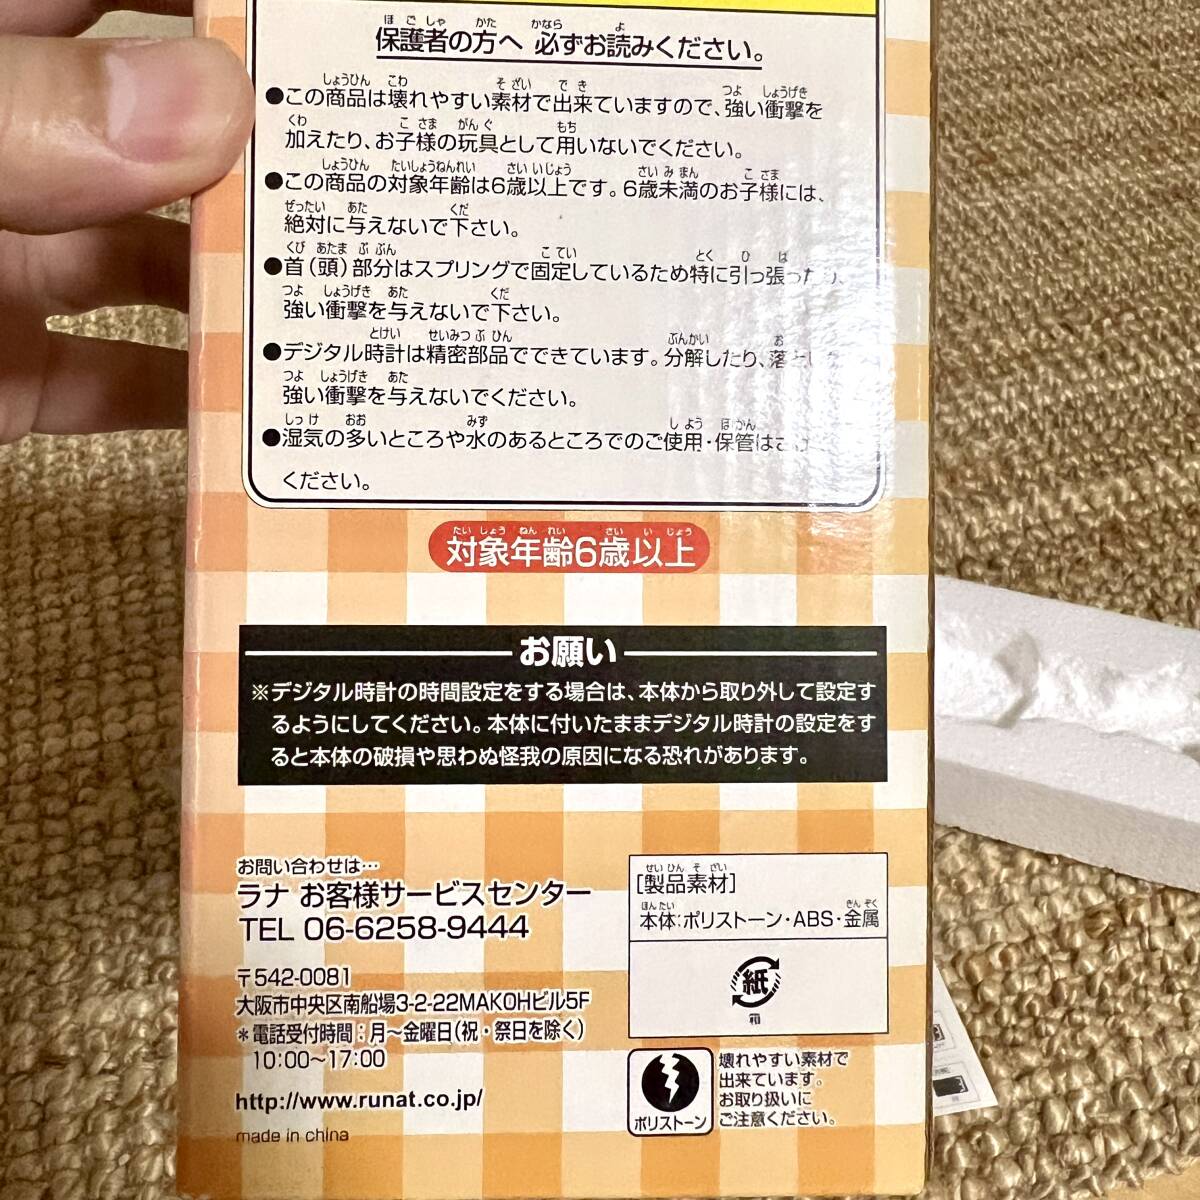 保護者の方へ 必ずお読みください。
●この商品は壊れやすい素材で出来ていますので、強い衝撃を
加えたり、お子様の玩具として用いないでください。
●この商品の対象年齢は6歳以上です。6歳未満のお子様には、
絶対に与えないで下さい。
●首(頭)部分はスプリングで固定しているため特に引っ張ったり、
強い衝撃を与えないで下さい。
●デジタル時計は精密部品でできています。分解したり、落とし
強い衝撃を与えないでください。
●湿気の多いところや水のあるところでのご使用・保管はさけ
ください。
対象年齢6歳以上
お願い
※デジタル時計の時間設定をする場合は、本体から取り外して設定す
るようにしてください。本体に付いたままデジタル時計の設定をす
ると本体の破損や思わぬ怪我の原因になる恐れがあります。
お問い合わせは…
ラナ お客様サービスセンター
TEL 06-6258-9444
〒542-0081
大阪市中央区南船場3-2-22MAKOHビル5F
＊電話受付時間：月〜金曜日(祝・祭日を除く)
10:00〜17:00
http://www.runat.co.jp/
made in china
[製品素材]
本体:ポリストーン・ABS・金属
紙
箱
ポリストーン
壊れやすい素材で
出来ています。
お取り扱いに
ご注意ください。